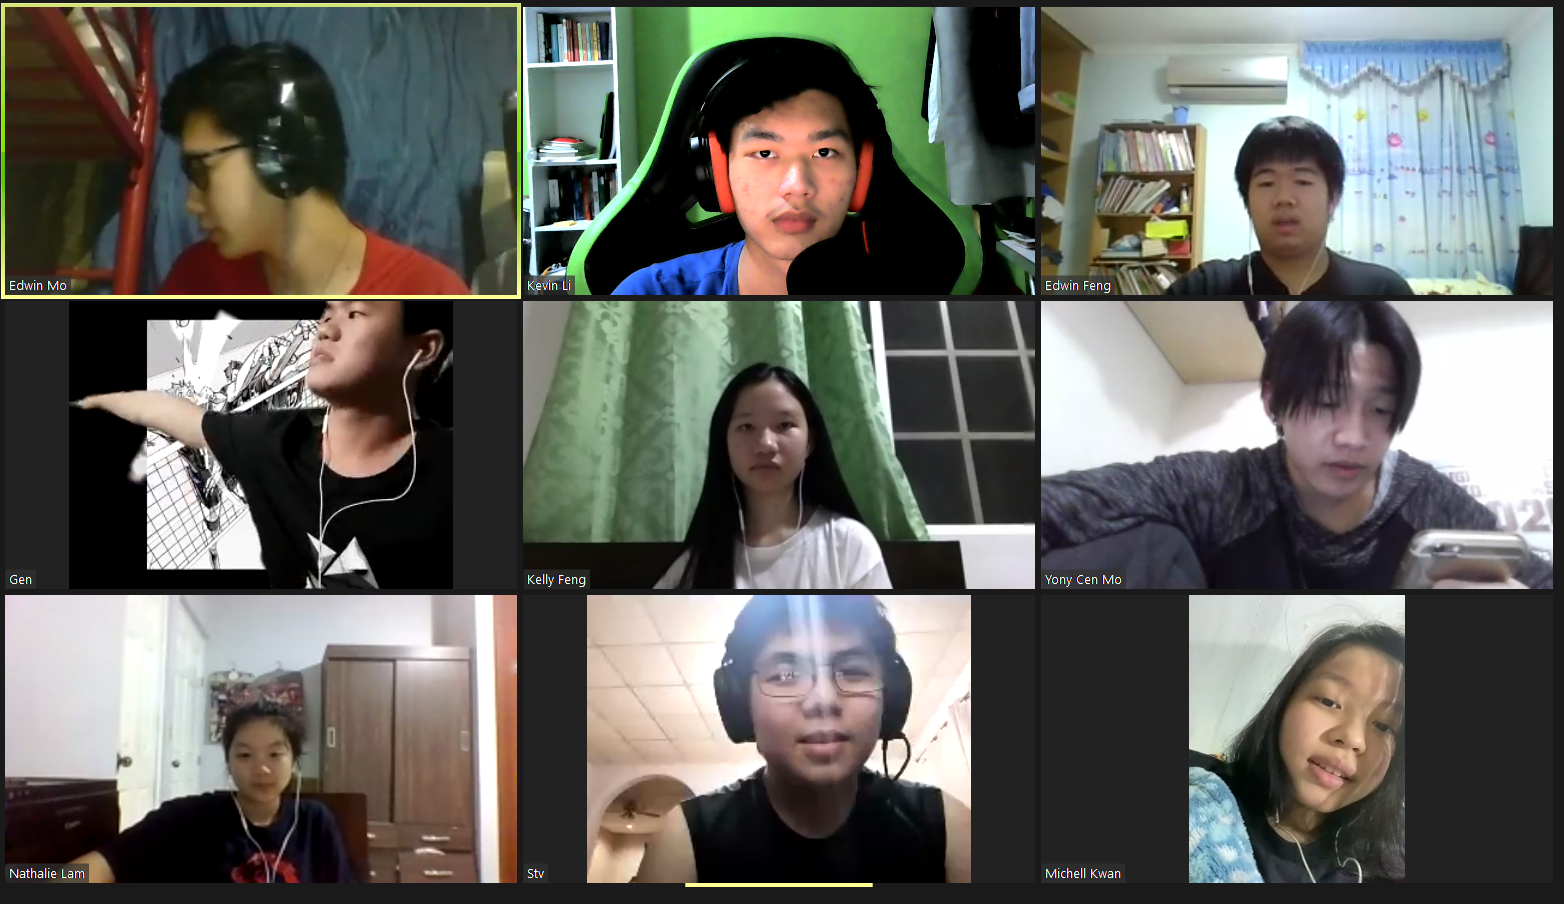 Edwin Mo
Kevin Li
Edwin Feng
Gen
Kelly Feng
Yony Cen Mo
Nathalie Lam
Stv
Michell Kwan